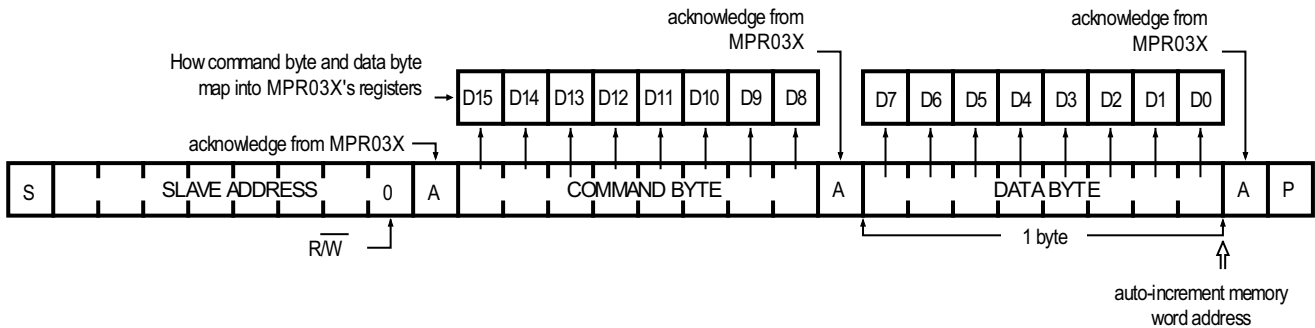 acknowledge from
MPR03X
acknowledge from
MPR03X
How command byte and data byte
map into MPR03X's registers
D15 D14 D13 D12 D11 D10 D9 D8
D7 D6 D5 D4 D3 D2 D1 D0
acknowledge from MPR03X
S SLAVE ADDRESS 0 A COMMAND BYTE A DATA BYTE A P
R/W
1 byte
auto-increment memory
word address